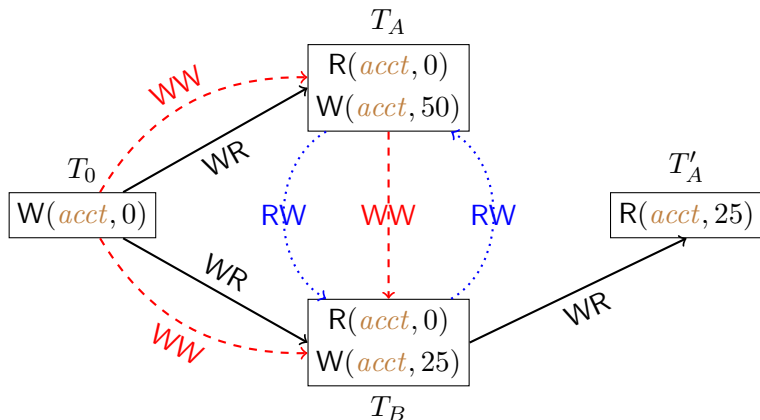 T_A
R(acct, 0)
W(acct, 50)
WW
WR
T_0
W(acct, 0)
RW
WW
RW
T'_A
R(acct, 25)
WR
WW
R(acct, 0)
W(acct, 25)
WR
T_B